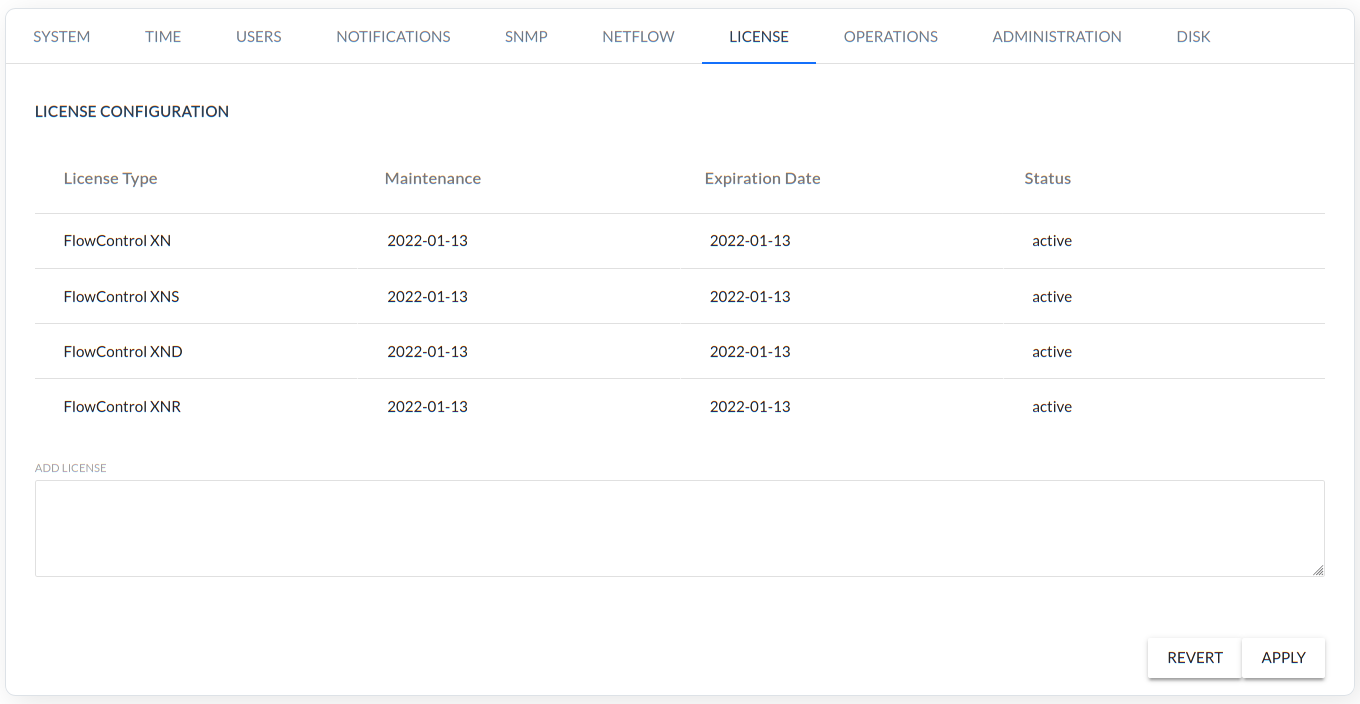 SYSTEM TIME USERS NOTIFICATIONS SNMP NETFLOW LICENSE OPERATIONS ADMINISTRATION DISK
LICENSE CONFIGURATION
License Type Maintenance Expiration Date Status
FlowControl XN 2022-01-13 2022-01-13 active
FlowControl XNS 2022-01-13 2022-01-13 active
FlowControl XND 2022-01-13 2022-01-13 active
FlowControl XNR 2022-01-13 2022-01-13 active
ADD LICENSE
REVERT APPLY